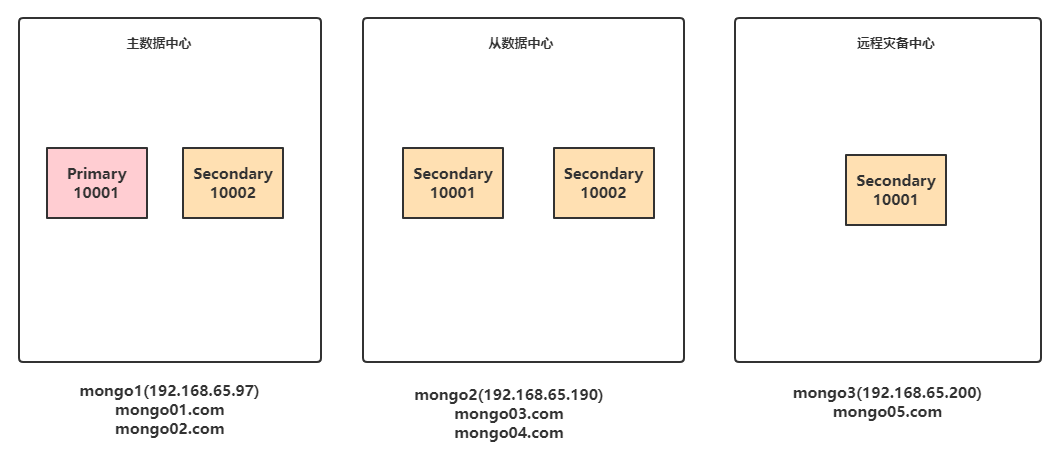 主数据中心
Primary
10001
Secondary
10002
mongo1(192.168.65.97)
mongo01.com
mongo02.com
从数据中心
Secondary
10001
Secondary
10002
mongo2(192.168.65.190)
mongo03.com
mongo04.com
远程灾备中心
Secondary
10001
mongo3(192.168.65.200)
mongo05.com